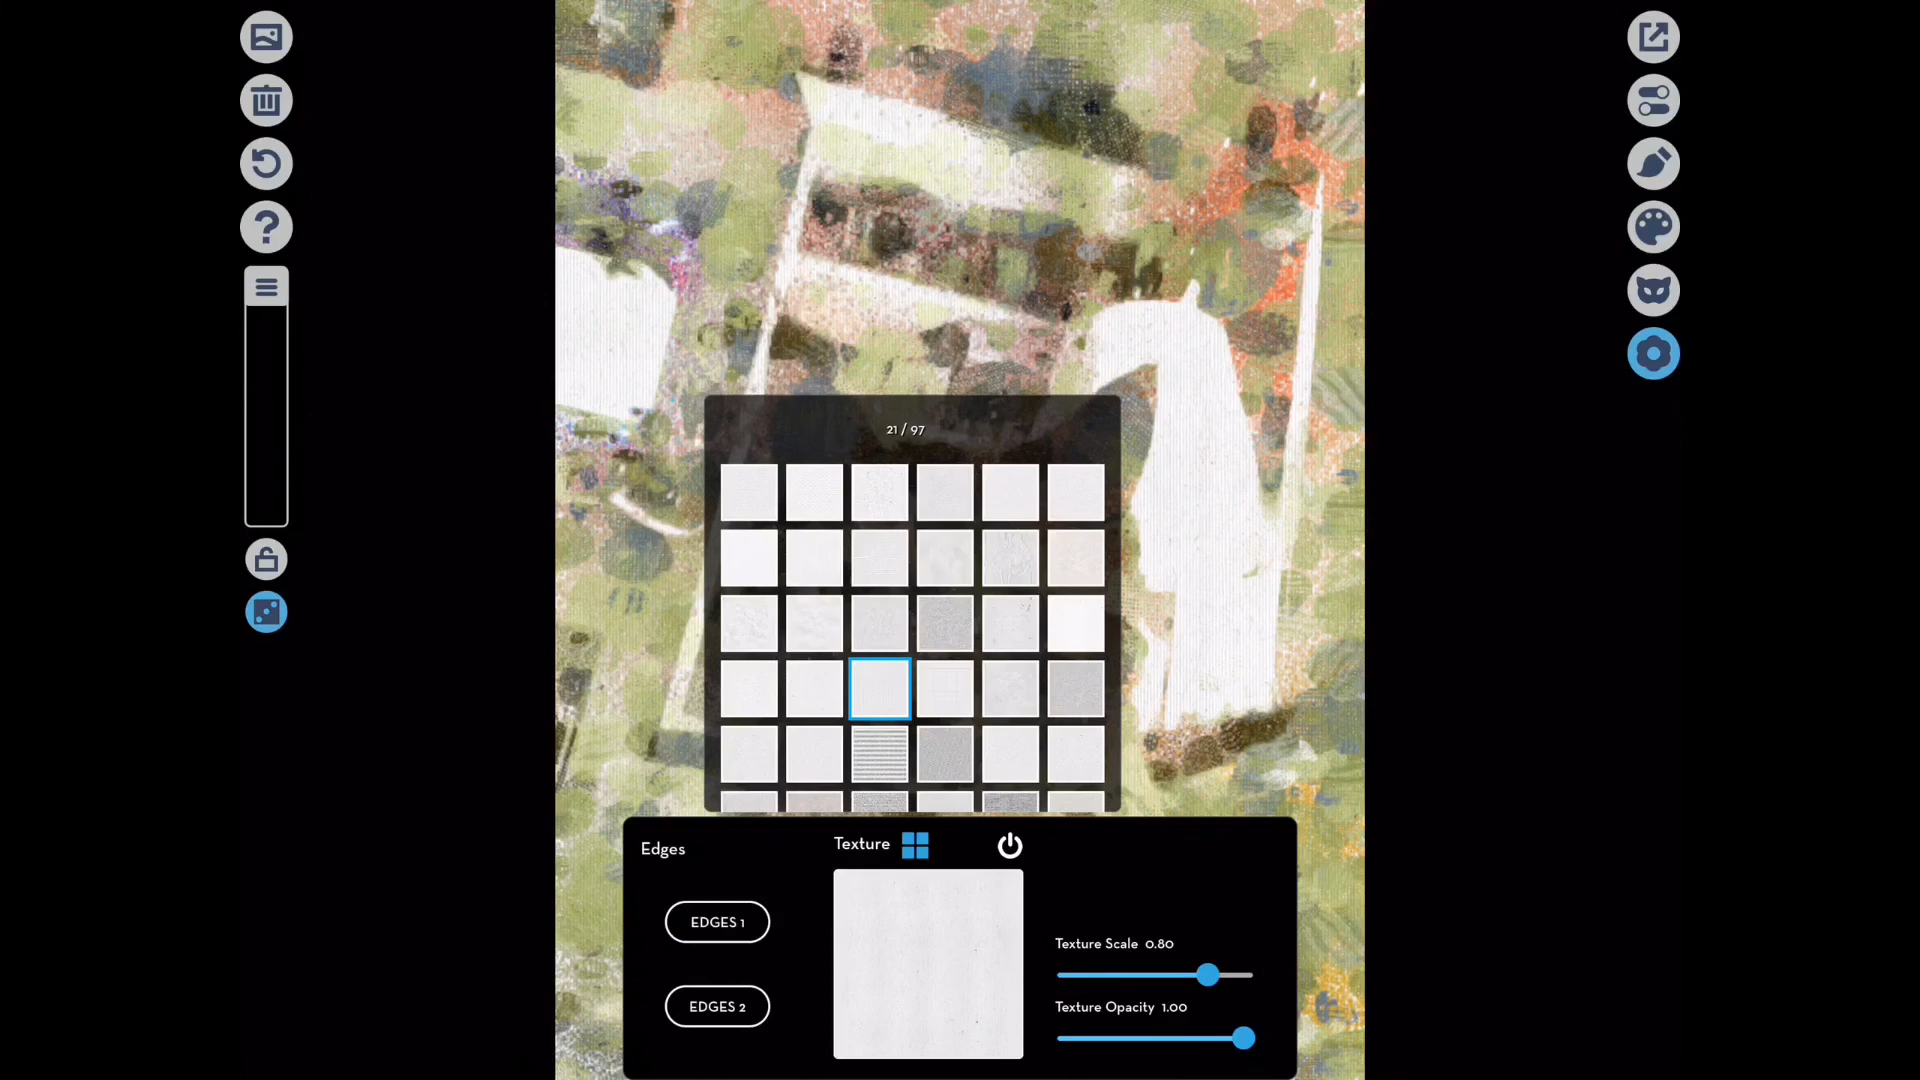 21 / 97
Edges
Texture
EDGES 1
EDGES 2
Texture Scale 0.80
Texture Opacity 1.00